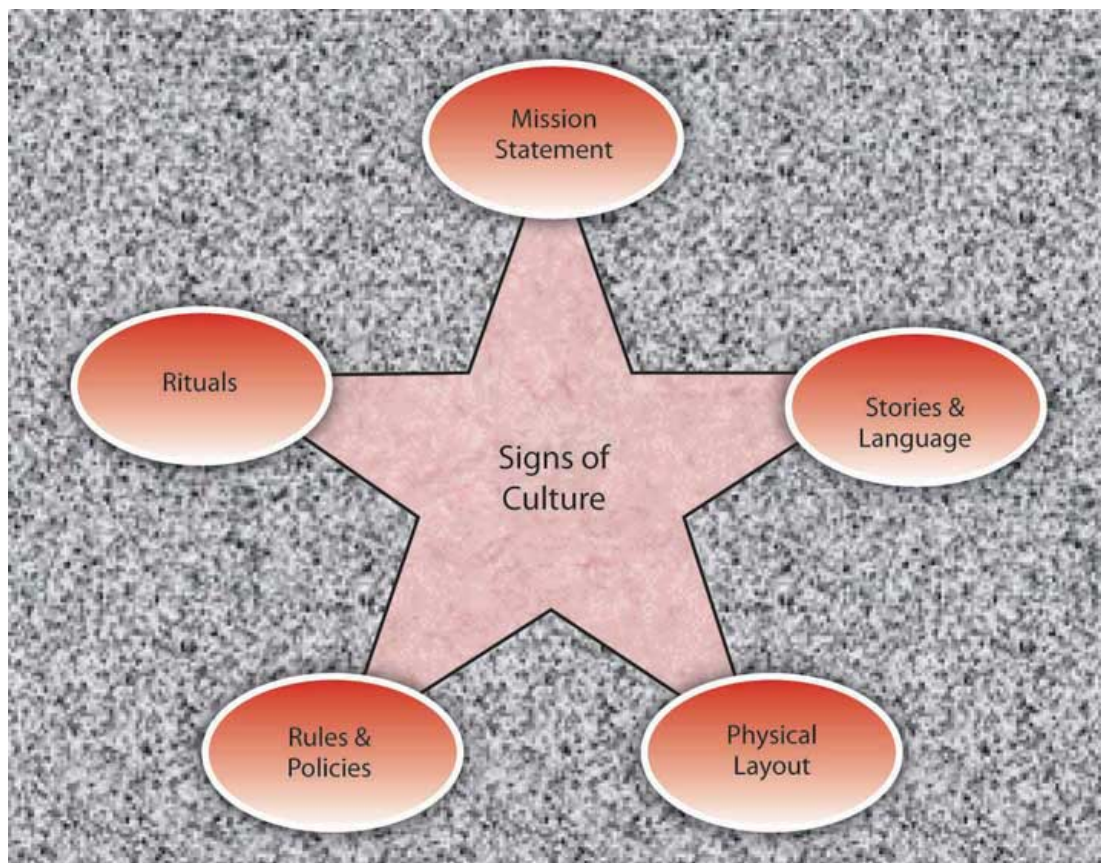 Mission
Statement
Rituals
Stories &
Language
Signs of
Culture
Rules &
Policies
Physical
Layout